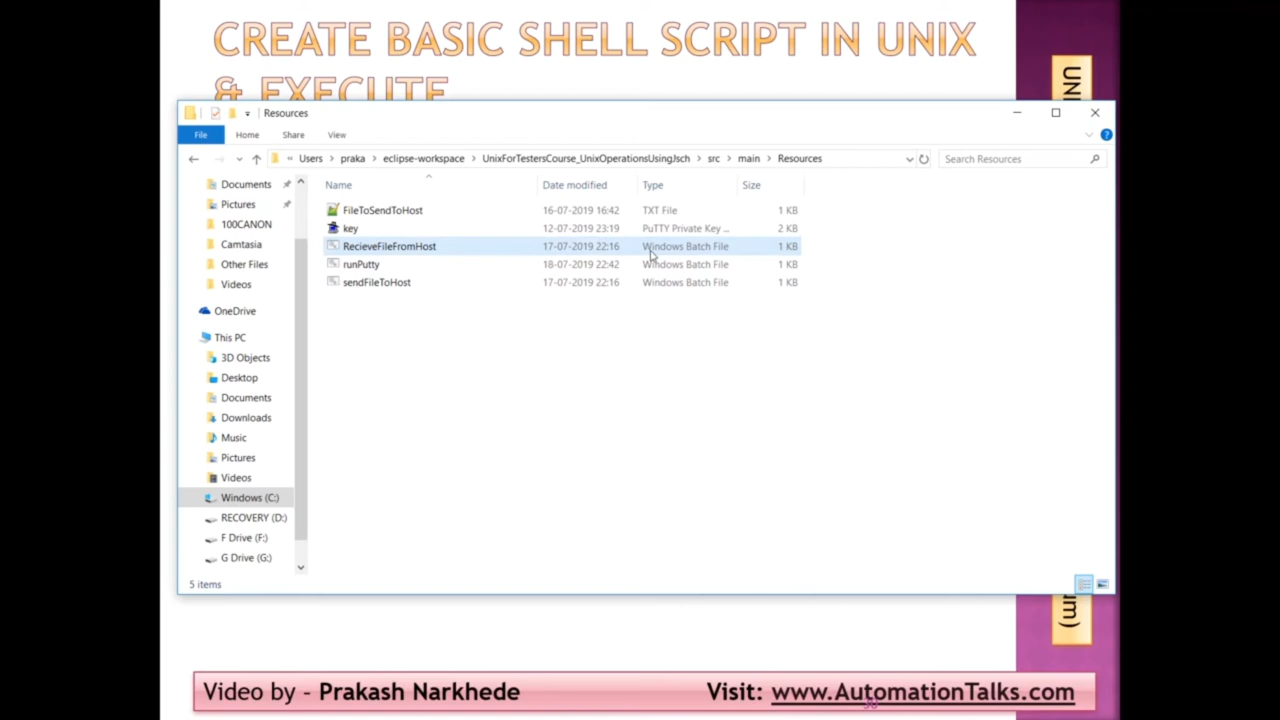 CREATE BASIC SHELL SCRIPT IN UNIX
& EXECUTE
UNI
Resources
File Home Share View
Users praka eclipse-workspace UnixForTestersCourse_UnixOperationsUsingJsch src main Resources
Search Resources
Documents
Pictures
100CANON
Camtasia
Other Files
Videos
OneDrive
This PC
3D Objects
Desktop
Documents
Downloads
Music
Pictures
Videos
Windows (C:)
RECOVERY (D:)
F Drive (F:)
G Drive (G:)
Name Date modified Type Size
FileToSendToHost 16-07-2019 16:42 TXT File 1 KB
key 12-07-2019 23:19 PuTTY Private Key ... 2 KB
RecieveFileFromHost 17-07-2019 22:16 Windows Batch File 1 KB
runPutty 18-07-2019 22:42 Windows Batch File 1 KB
sendFileToHost 17-07-2019 22:16 Windows Batch File 1 KB
5 items
m)
Video by - Prakash Narkhede Visit: www.AutomationTalks.com